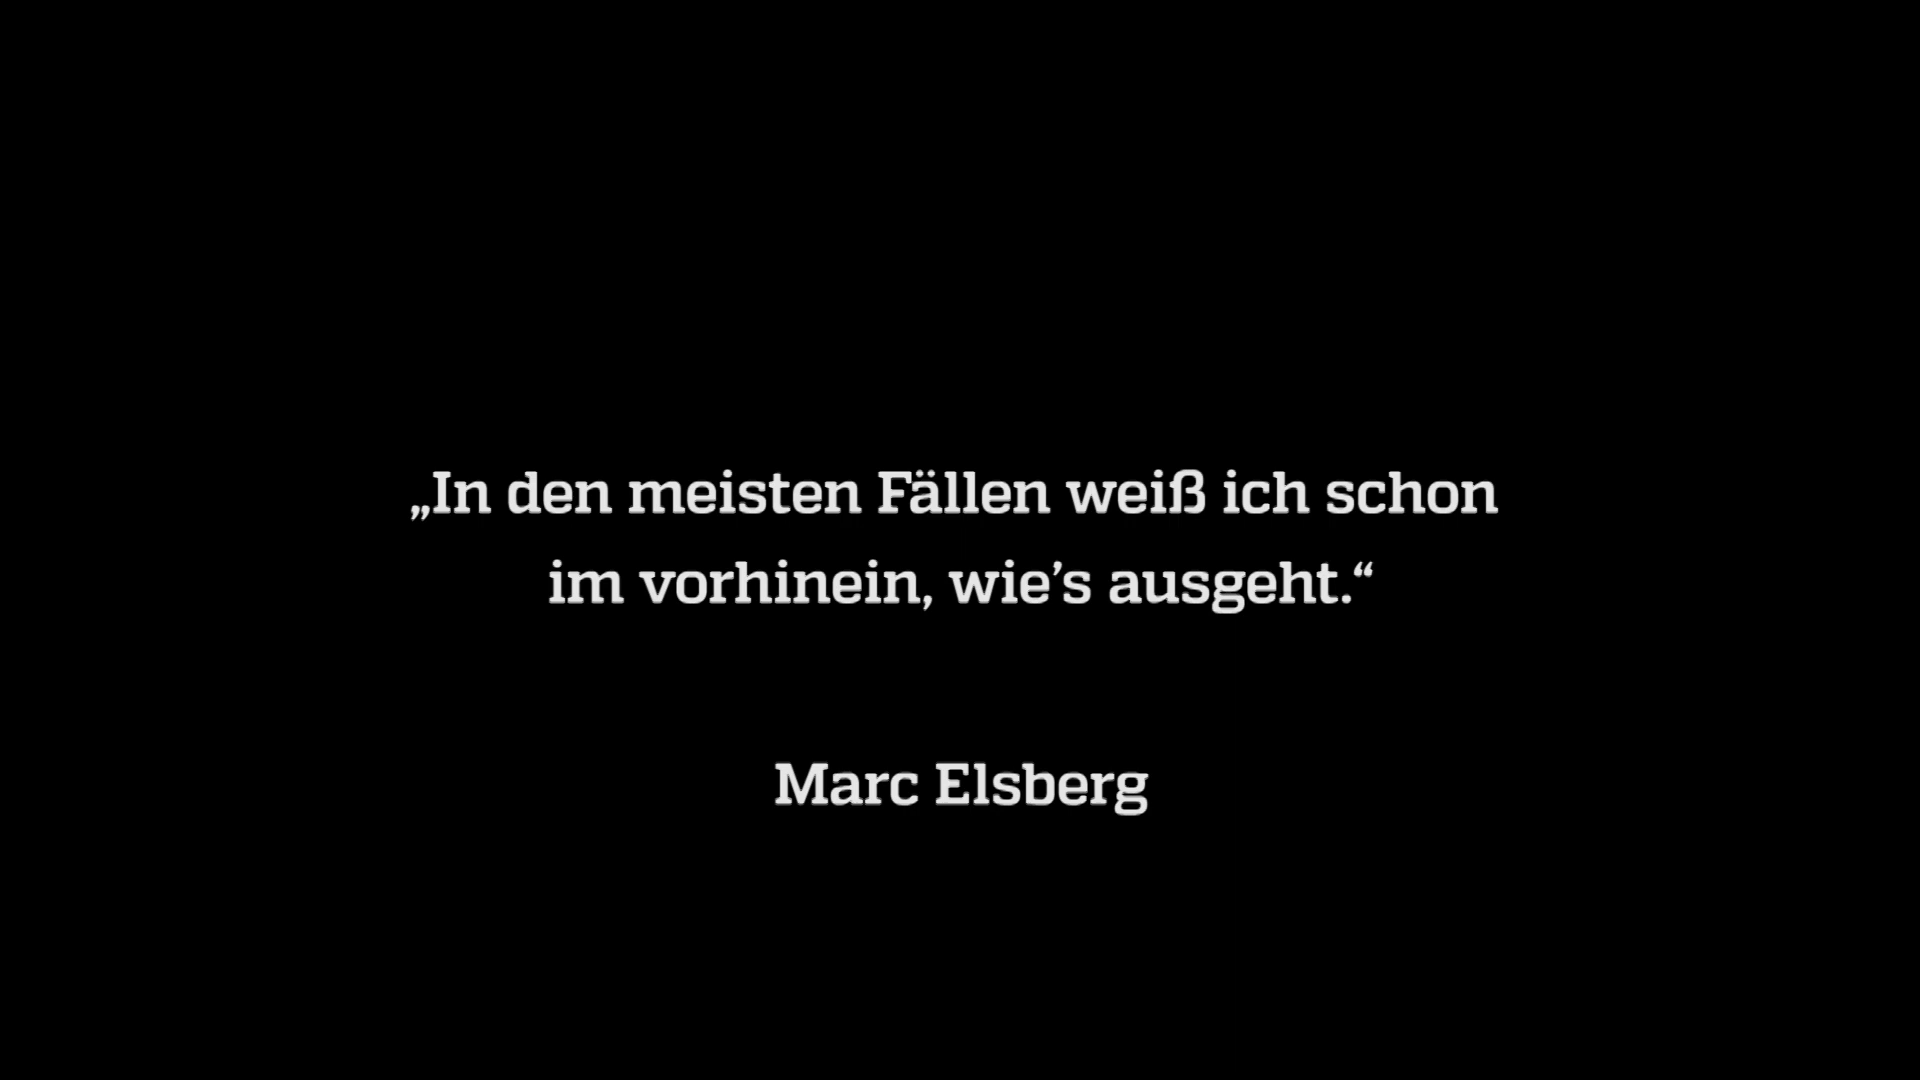 „In den meisten Fällen weiß ich schon
im vorhinein, wie’s ausgeht.“
Marc Elsberg